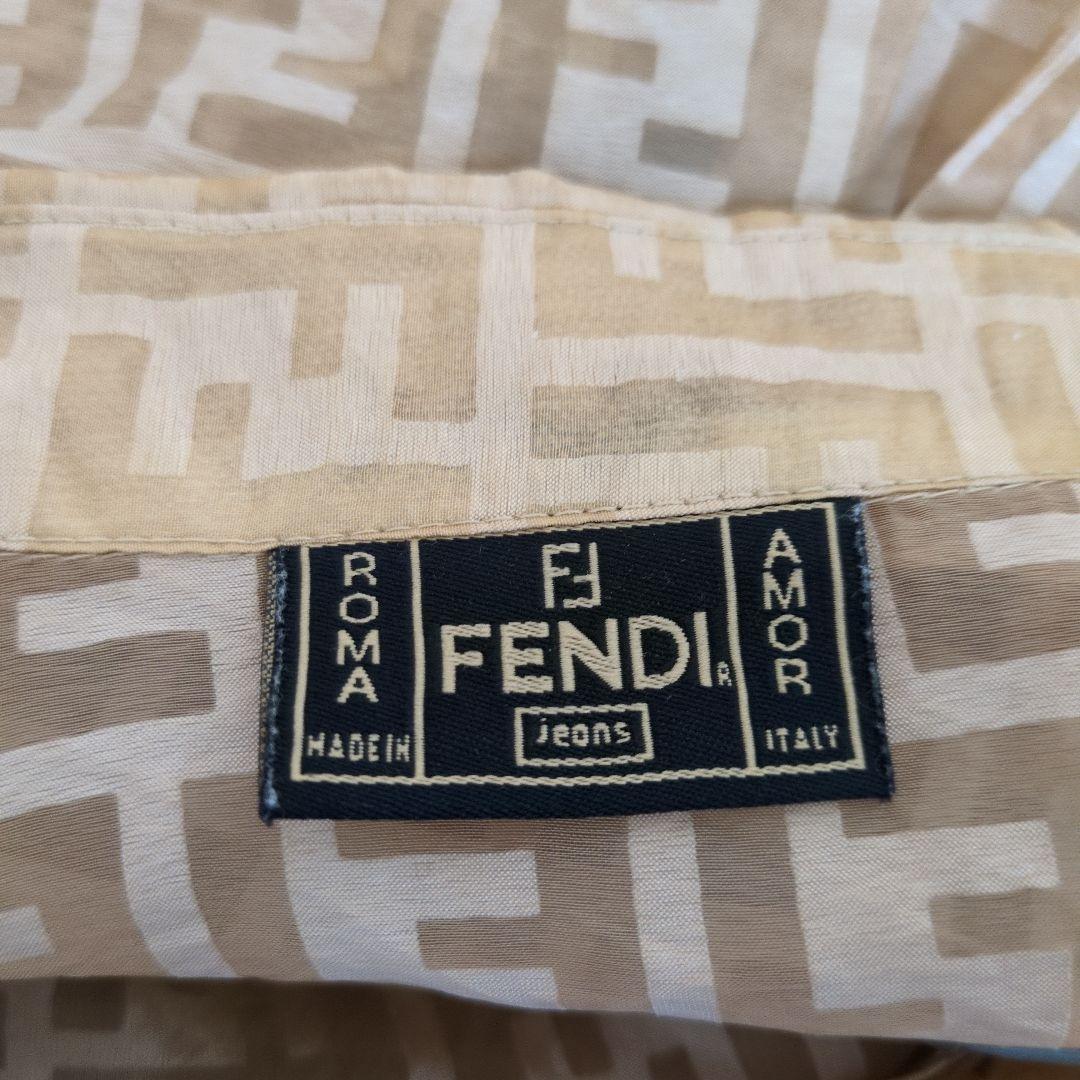 ROMA
MADE IN
FF
FENDI R
jeans
AMOR
ITALY